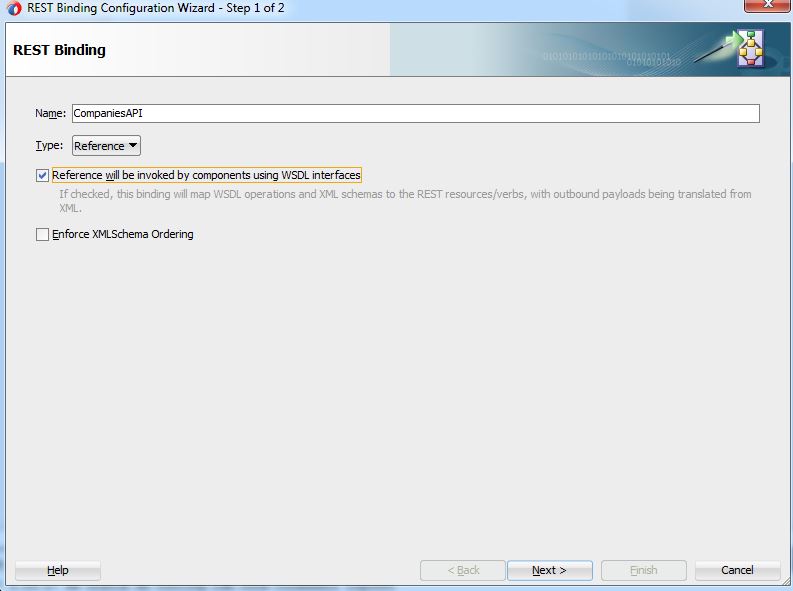 REST Binding Configuration Wizard - Step 1 of 2
REST Binding
0101010101010101010101010101
01010101010
Name: CompaniesAPI
Type: Reference
Reference will be invoked by components using WSDL interfaces
If checked, this binding will map WSDL operations and XML schemas to the REST resources/verbs, with outbound payloads being translated from
XML.
Enforce XMLSchema Ordering
Help
< Back
Next >
Finish
Cancel